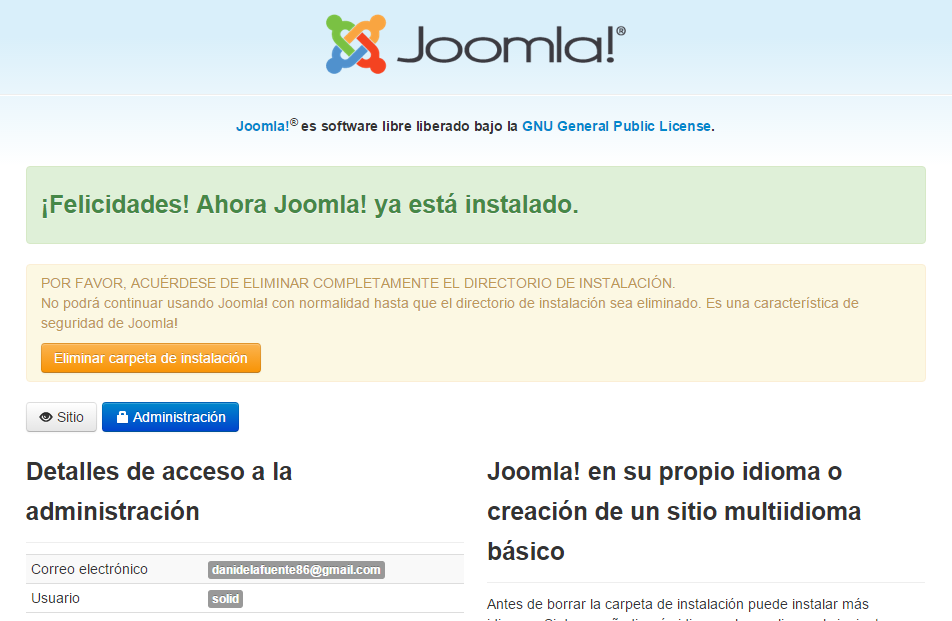 Joomla!®
Joomla!® es software libre liberado bajo la GNU General Public License.
¡Felicidades! Ahora Joomla! ya está instalado.
POR FAVOR, ACUÉRDESE DE ELIMINAR COMPLETAMENTE EL DIRECTORIO DE INSTALACIÓN.
No podrá continuar usando Joomla! con normalidad hasta que el directorio de instalación sea eliminado. Es una característica de
seguridad de Joomla!
Eliminar carpeta de instalación
Sitio
Administración
Detalles de acceso a la
administración
Correo electrónico danidelafuente86@gmail.com
Usuario solid
Joomla! en su propio idioma o
creación de un sitio multiidioma
básico
Antes de borrar la carpeta de instalación puede instalar más